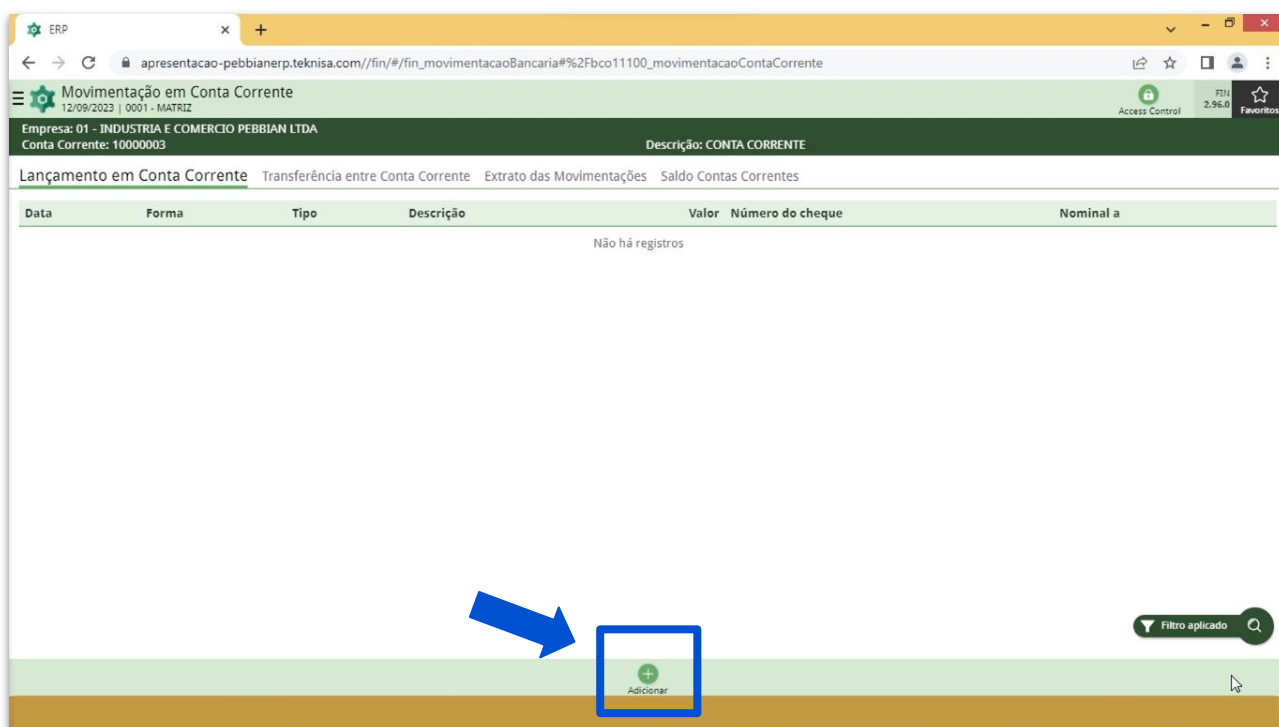 ERP
apresentacao-pebbianerp.teknisa.com//fin/#/fin_movimentacaoBancaria#%2Fbco11100_movimentacaoContaCorrente
Movimentação em Conta Corrente
12/09/2023 | 0001 - MATRIZ
Access Control
FIN
2.96.0
Favoritos
Empresa: 01 - INDUSTRIA E COMERCIO PEBBIAN LTDA
Conta Corrente: 10000003 Descrição: CONTA CORRENTE
Lançamento em Conta Corrente Transferência entre Conta Corrente Extrato das Movimentações Saldo Contas Correntes
Data Forma Tipo Descrição Valor Número do cheque Nominal a
Não há registros
Filtro aplicado
Adicionar